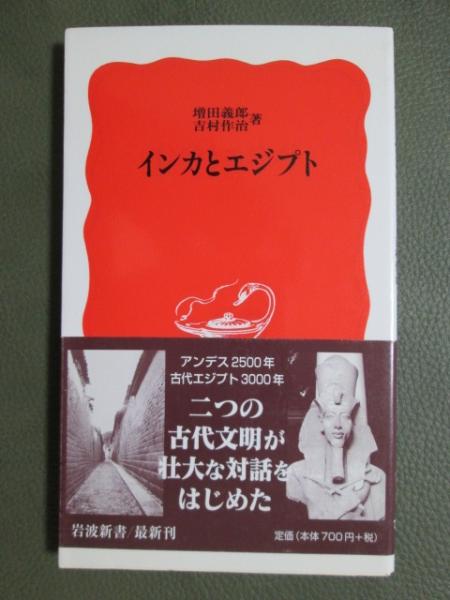 増田義郎
吉村作治 著
インカとエジプト
アンデス2500年
古代エジプト3000年
二つの
古代文明が
壮大な対話を
はじめた
岩波新書/最新刊
定価(本体700円+税)